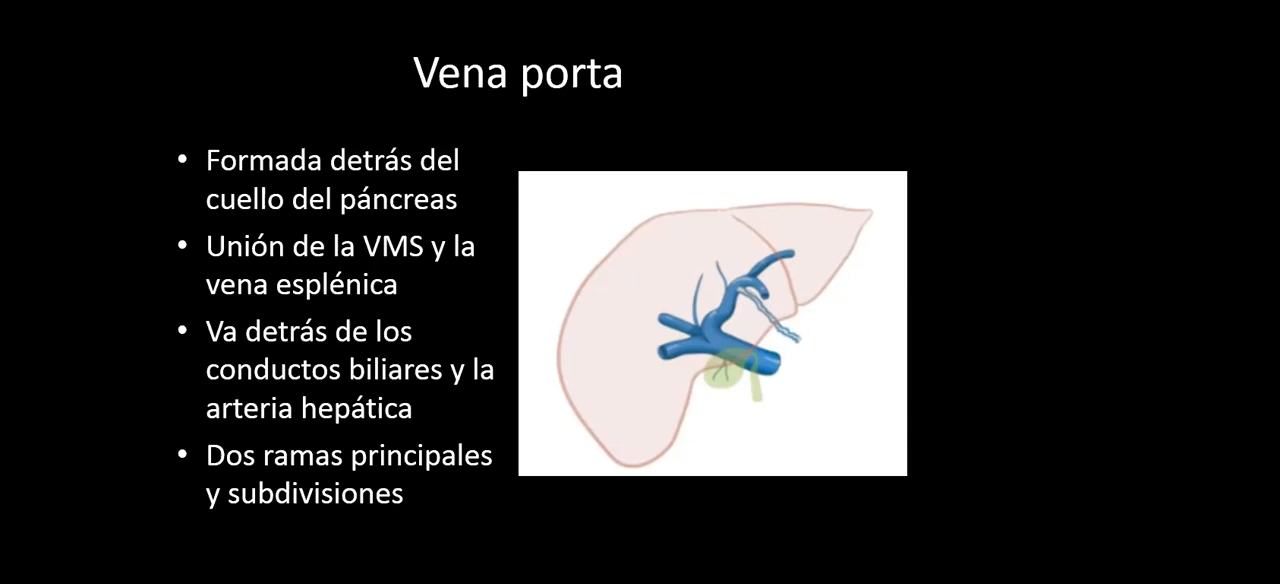 Vena porta
• Formada detrás del
cuello del páncreas
• Unión de la VMS y la
vena esplénica
• Va detrás de los
conductos biliares y la
arteria hepática
• Dos ramas principales
y subdivisiones